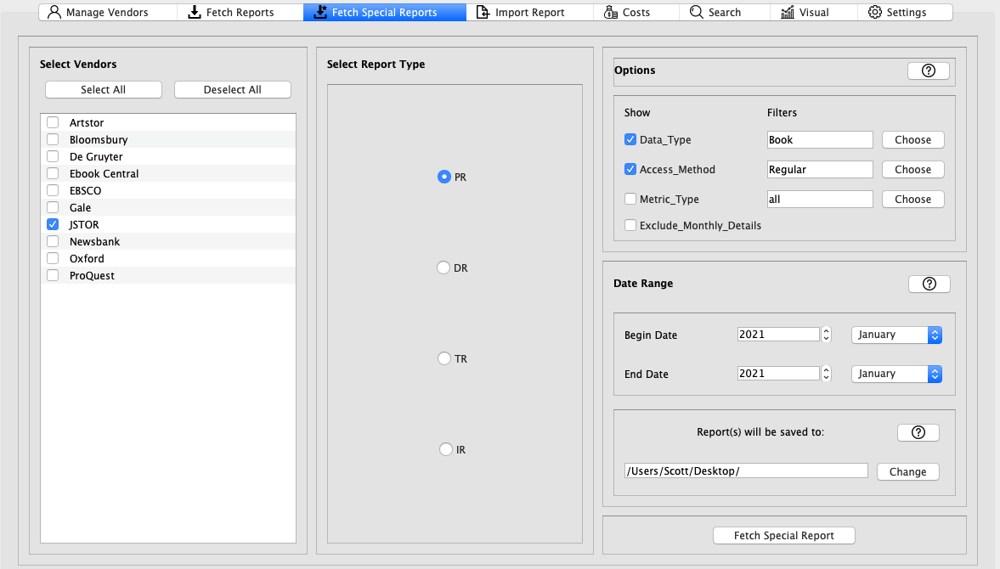 Manage Vendors
Fetch Reports
Fetch Special Reports
Import Report
Costs
Search
Visual
Settings
Select Vendors
Select All
Deselect All
Artstor
Bloomsbury
De Gruyter
Ebook Central
EBSCO
Gale
JSTOR
Newsbank
Oxford
ProQuest
Select Report Type
PR
DR
TR
IR
Options
?
Show Filters
Data_Type Book Choose
Access_Method Regular Choose
Metric_Type all Choose
Exclude_Monthly_Details
Date Range
?
Begin Date 2021 January
End Date 2021 January
Report(s) will be saved to:
?
/Users/Scott/Desktop/ Change
Fetch Special Report